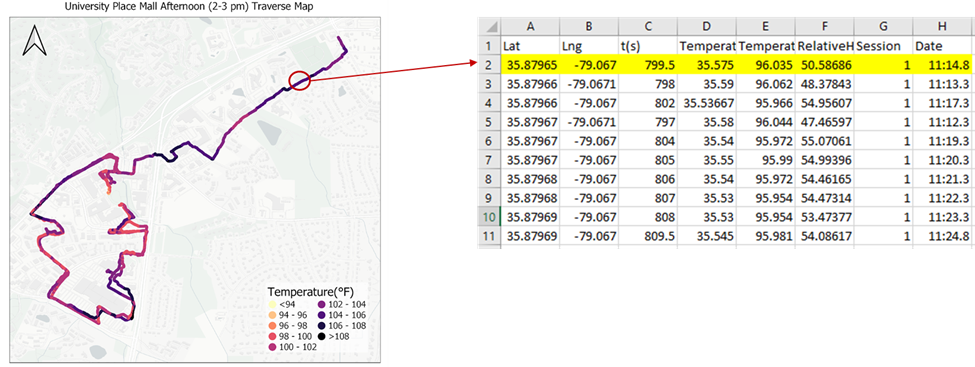 University Place Mall Afternoon (2-3 pm) Traverse Map
Temperature(°F)
<94
94 - 96
96 - 98
98 - 100
100 - 102
102 - 104
104 - 106
106 - 108
>108
A B C D E F G H
1 Lat Lng t(s) Temperat Temperat RelativeH Session Date
2 35.87965 -79.067 799.5 35.575 96.035 50.58686 1 11:14.8
3 35.87966 -79.0671 798 35.59 96.062 48.37843 1 11:13.3
4 35.87966 -79.067 802 35.53667 95.966 54.95607 1 11:17.3
5 35.87967 -79.0671 797 35.58 96.044 47.46597 1 11:12.3
6 35.87967 -79.067 804 35.54 95.972 55.07061 1 11:19.3
7 35.87967 -79.067 805 35.55 95.99 54.99396 1 11:20.3
8 35.87968 -79.067 806 35.54 95.972 54.46165 1 11:21.3
9 35.87968 -79.067 807 35.53 95.954 54.47314 1 11:22.3
10 35.87969 -79.067 808 35.53 95.954 53.47377 1 11:23.3
11 35.87969 -79.067 809.5 35.545 95.981 54.08617 1 11:24.8